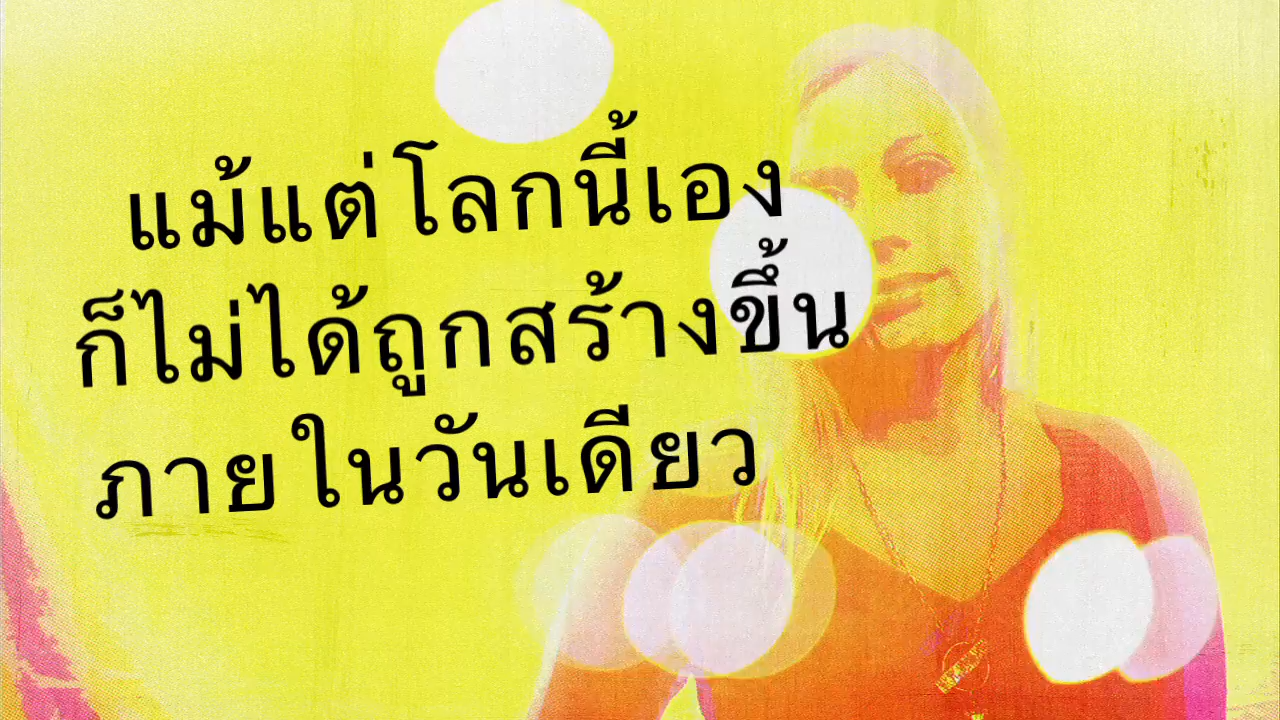 แม้แต่โลกนี้เอง
ก็ไม่ได้ถูกสร้างขึ้น
ภายในวันเดียว